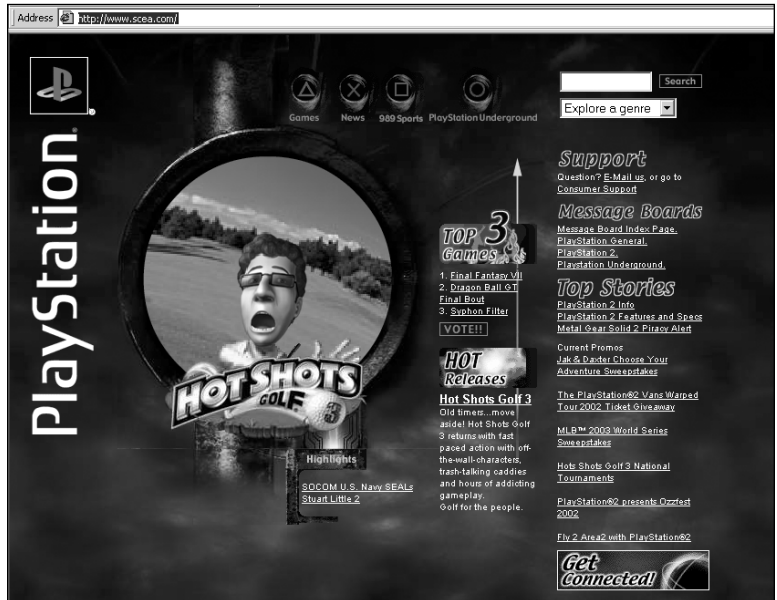 Address http://www.scea.com/
PlayStation®
Games News 989 Sports PlayStation Underground
Search
Explore a genre
HOT SHOTS
GOLF 3
Highlights
SOCOM U.S. Navy SEALs
Stuart Little 2
TOP 3
Games
1. Final Fantasy VII
2. Dragon Ball GT
Final Bout
3. Syphon Filter
VOTE!!
HOT
Releases
Hot Shots Golf 3
Old timers...move
aside! Hot Shots Golf
3 returns with fast
paced action with off-
the-wall-characters,
trash-talking caddies
and hours of addicting
gameplay.
Golf for the people.
Support
Question? E-Mail us, or go to
Consumer Support
Message Boards
Message Board Index Page.
PlayStation General.
PlayStation 2.
Playstation Underground.
Top Stories
PlayStation 2 Info
PlayStation 2 Features and Specs
Metal Gear Solid 2 Piracy Alert
Current Promos
Jak & Daxter Choose Your
Adventure Sweepstakes
The PlayStation®2 Vans Warped
Tour 2002 Ticket Giveaway
MLB™ 2003 World Series
Sweepstakes
Hots Shots Golf 3 National
Tournaments
PlayStation®2 presents Ozzfest
2002
Fly 2 Area2 with PlayStation®2
Get
Connected!